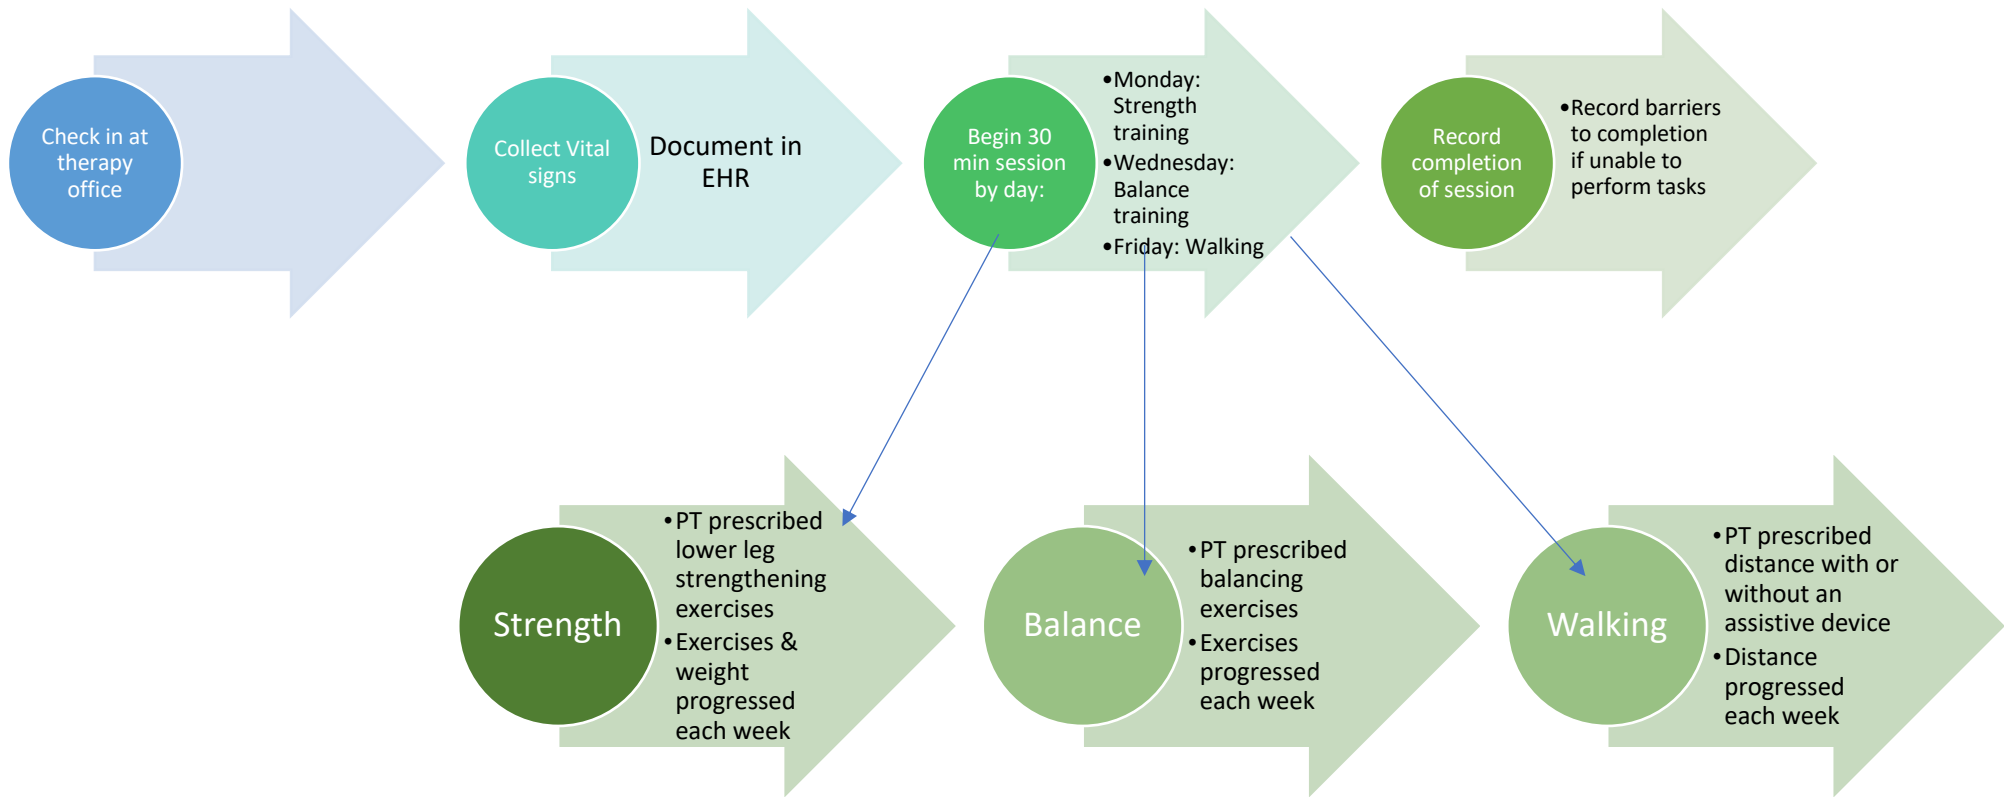 Check in at
therapy
office
Collect Vital
signs
Document in
EHR
Begin 30
min session
by day:
•Monday:
Strength
training
•Wednesday:
Balance
training
•Friday: Walking
Record
completion
of session
•Record barriers
to completion
if unable to
perform tasks
Strength
•PT prescribed
lower leg
strengthening
exercises
•Exercises &
weight
progressed
each week
Balance
•PT prescribed
balancing
exercises
•Exercises
progressed
each week
Walking
•PT prescribed
distance with or
without an
assistive device
•Distance
progressed
each week